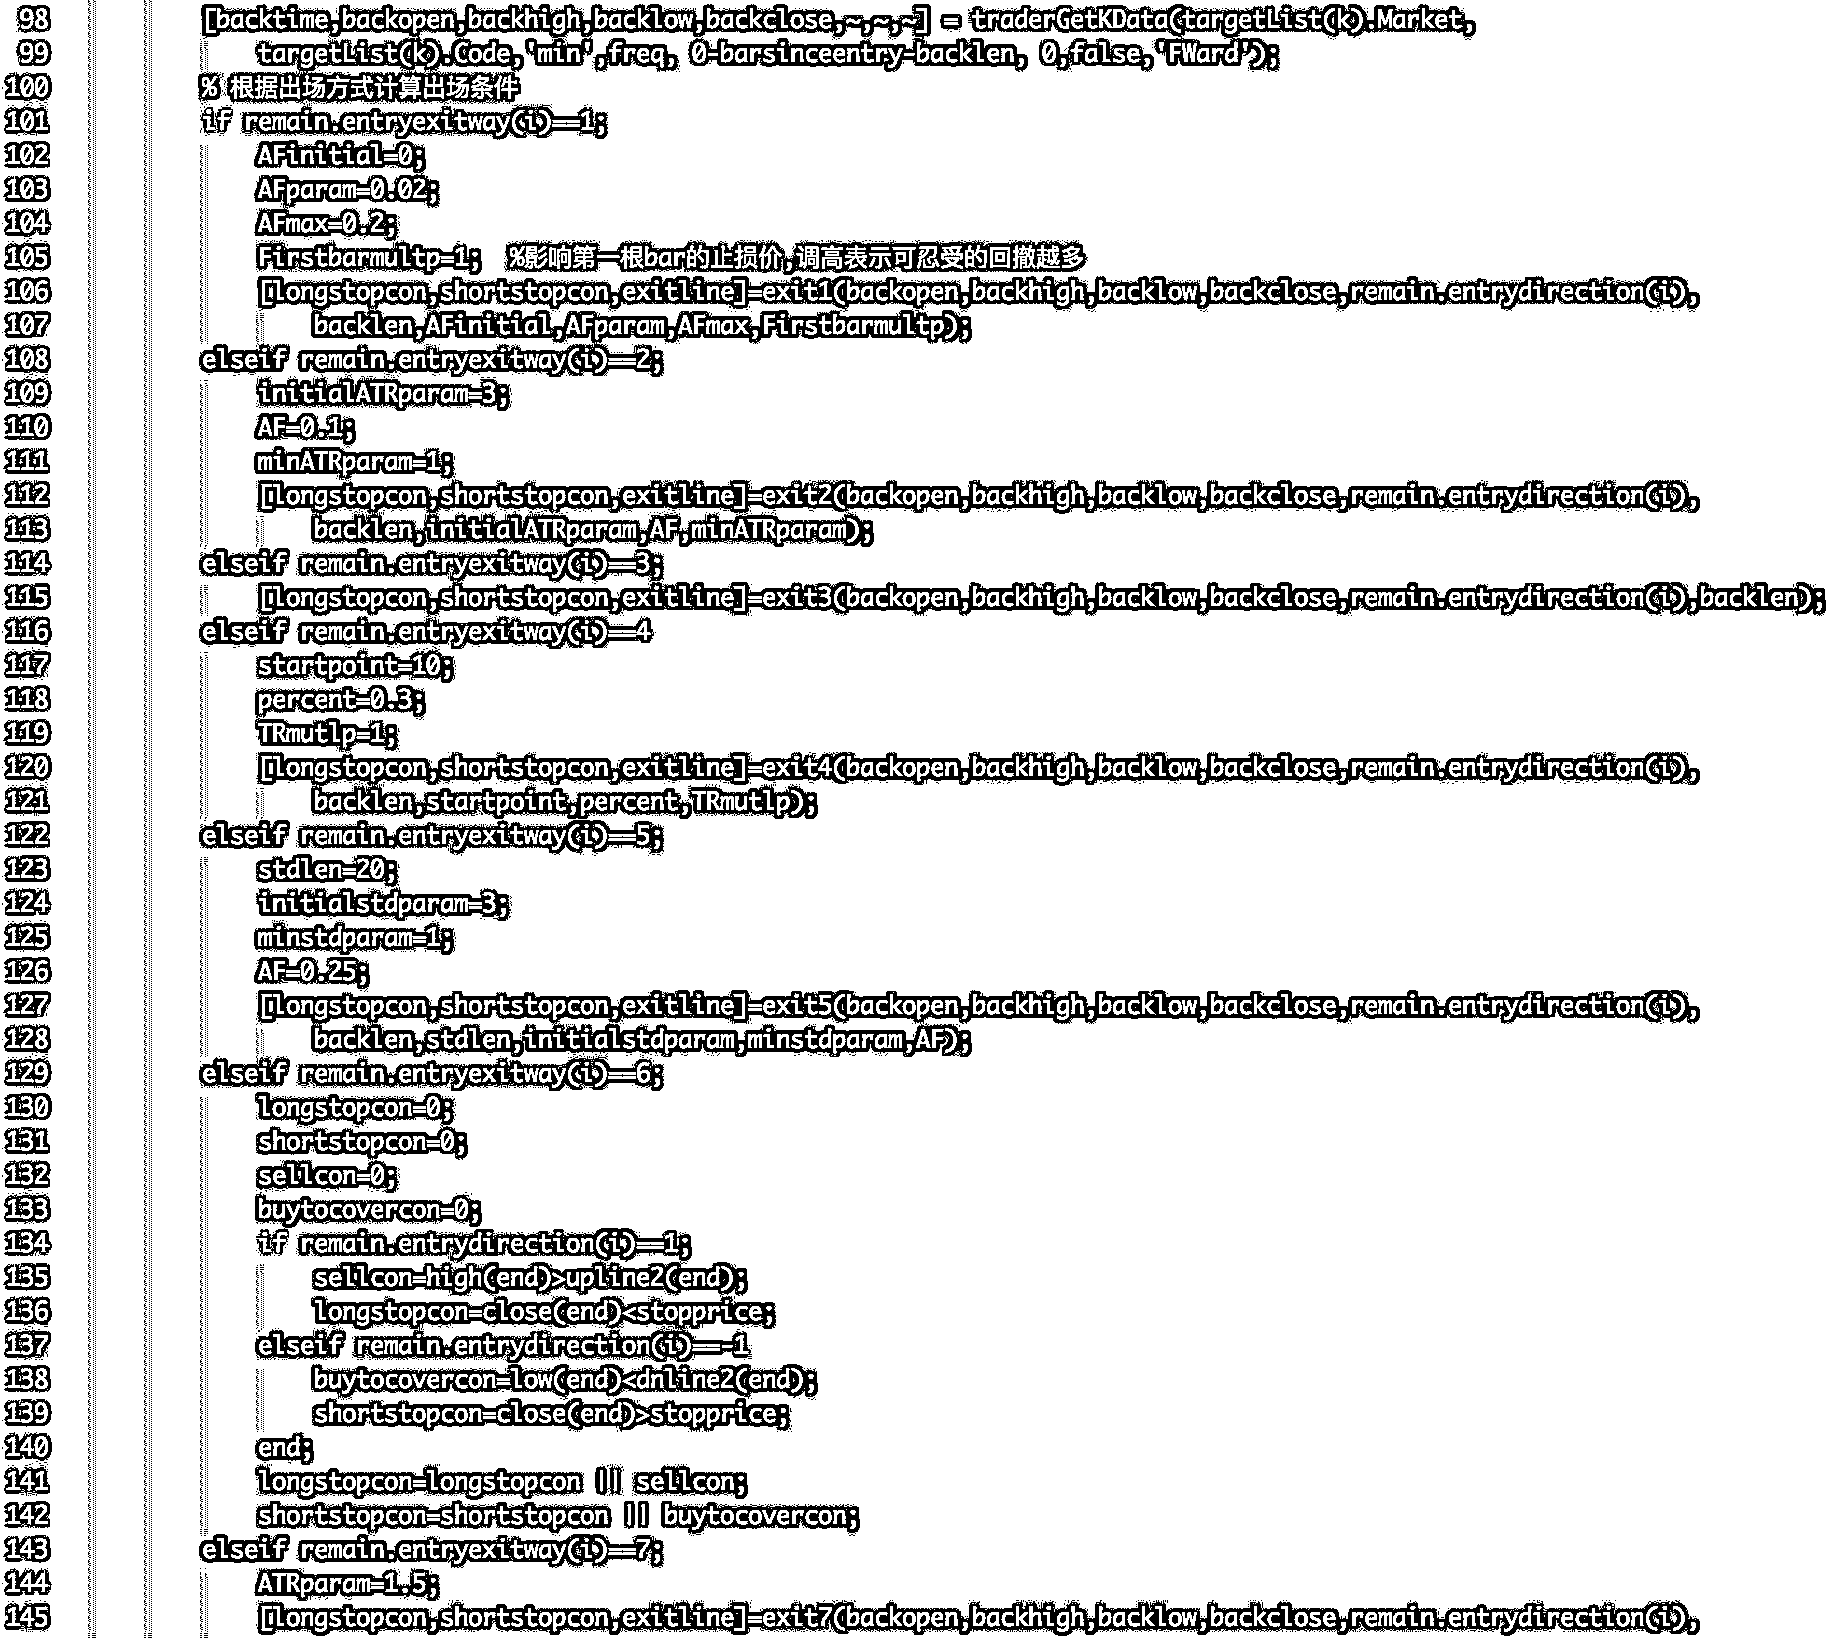 98 [backtime,backopen,backhigh,backlow,backclose,~,~,~] = traderGetKData(targetList(k).Market,
99 targetList(k).Code,'min',freq, 0-barsinceentry-backlen, 0,false,'FWard');
100 % 根据出场方式计算出场条件
101 if remain.entryexitway(i)==1;
102 AFinitial=0;
103 AFparam=0.02;
104 AFmax=0.2;
105 Firstbarmultp=1; %影响第一根bar的止损价,调高表示可忍受的回撤越多
106 [longstopcon,shortstopcon,exitline]=exit1(backopen,backhigh,backlow,backclose,remain.entrydirection(i),
107 backlen,AFinitial,AFparam,AFmax,Firstbarmultp);
108 elseif remain.entryexitway(i)==2;
109 initialATRparam=3;
110 AF=0.1;
111 minATRparam=1;
112 [longstopcon,shortstopcon,exitline]=exit2(backopen,backhigh,backlow,backclose,remain.entrydirection(i),
113 backlen,initialATRparam,AF,minATRparam);
114 elseif remain.entryexitway(i)==3;
115 [longstopcon,shortstopcon,exitline]=exit3(backopen,backhigh,backlow,backclose,remain.entrydirection(i),backlen);
116 elseif remain.entryexitway(i)==4
117 startpoint=10;
118 percent=0.3;
119 TRmutlp=1;
120 [longstopcon,shortstopcon,exitline]=exit4(backopen,backhigh,backlow,backclose,remain.entrydirection(i),
121 backlen,startpoint,percent,TRmutlp);
122 elseif remain.entryexitway(i)==5;
123 stdlen=20;
124 initialstdparam=3;
125 minstdparam=1;
126 AF=0.25;
127 [longstopcon,shortstopcon,exitline]=exit5(backopen,backhigh,backlow,backclose,remain.entrydirection(i),
128 backlen,stdlen,initialstdparam,minstdparam,AF);
129 elseif remain.entryexitway(i)==6;
130 longstopcon=0;
131 shortstopcon=0;
132 sellcon=0;
133 buytocovercon=0;
134 if remain.entrydirection(i)==1;
135 sellcon=high(end)>upline2(end);
136 longstopcon=close(end)<stopprice;
137 elseif remain.entrydirection(i)==-1
138 buytocovercon=low(end)<dnline2(end);
139 shortstopcon=close(end)>stopprice;
140 end;
141 longstopcon=longstopcon || sellcon;
142 shortstopcon=shortstopcon || buytocovercon;
143 elseif remain.entryexitway(i)==7;
144 ATRparam=1.5;
145 [longstopcon,shortstopcon,exitline]=exit7(backopen,backhigh,backlow,backclose,remain.entrydirection(i),